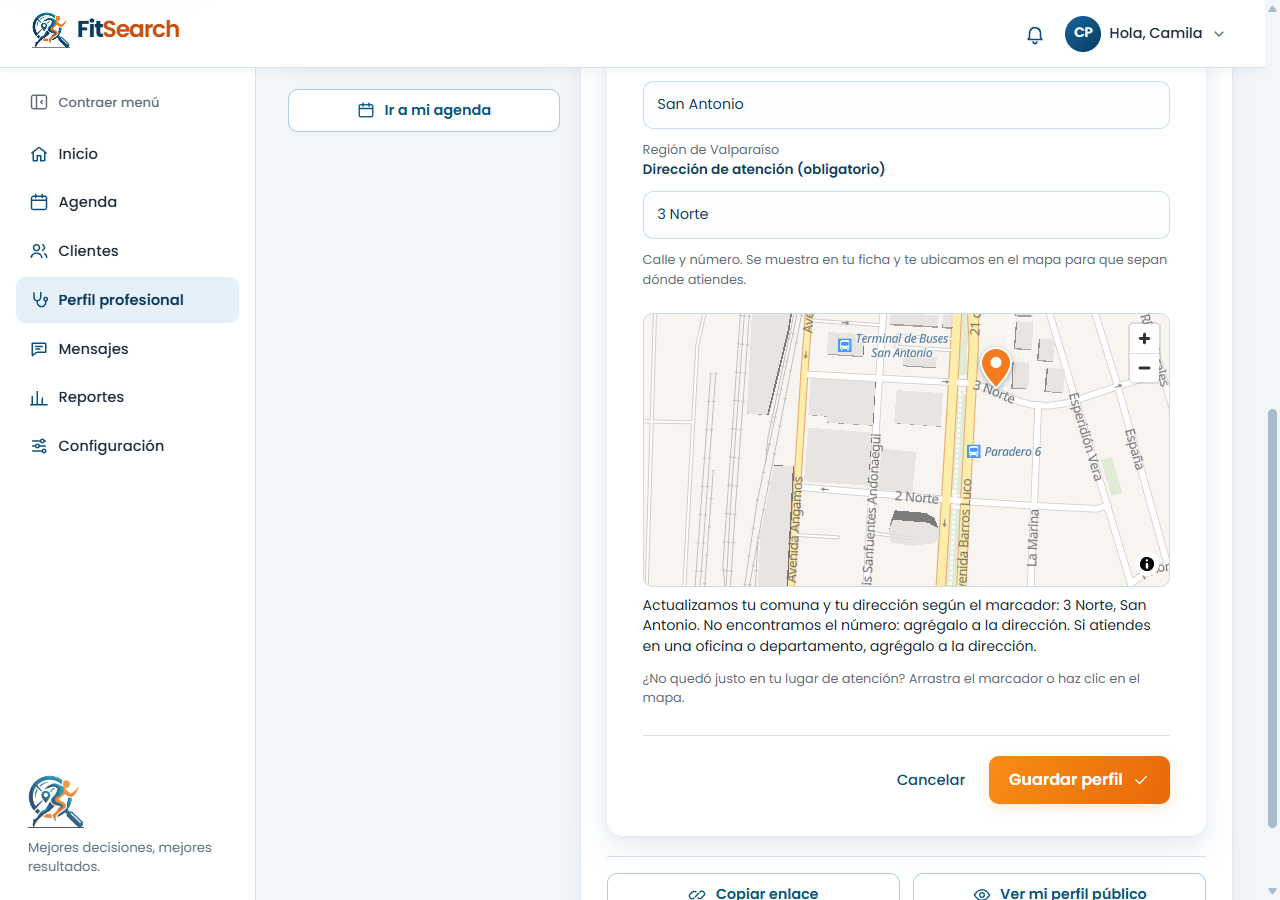 FitSearch
CP
Hola, Camila
Contraer menú
Inicio
Agenda
Clientes
Perfil profesional
Mensajes
Reportes
Configuración
Mejores decisiones, mejores
resultados.
Ir a mi agenda
San Antonio
Región de Valparaíso
Dirección de atención (obligatorio)
3 Norte
Calle y número. Se muestra en tu ficha y te ubicamos en el mapa para que sepan
dónde atiendes.
Terminal de Buses
San Antonio
3 Norte
Paradero 6
2 Norte
Avenida Angamos
is Sanfuentes Andonaegui
venida Barros Luco
La Marina
Esperidión Vera
España
Ave
21 c
+
−
Actualizamos tu comuna y tu dirección según el marcador: 3 Norte, San
Antonio. No encontramos el número: agrégalo a la dirección. Si atiendes
en una oficina o departamento, agrégalo a la dirección.
¿No quedó justo en tu lugar de atención? Arrastra el marcador o haz clic en el
mapa.
Cancelar
Guardar perfil
Copiar enlace
Ver mi perfil público